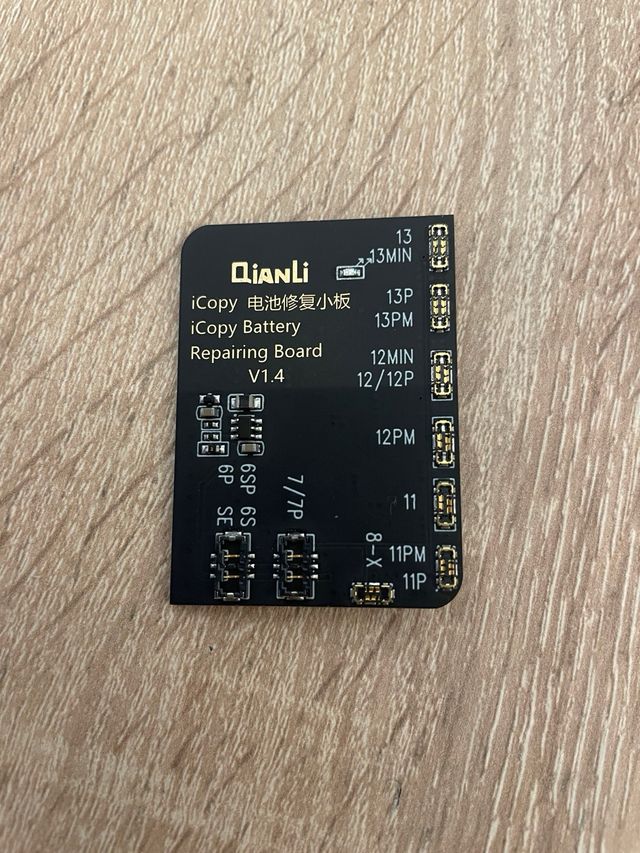 QIANLI
iCopy 电池修复小板
iCopy Battery
Repairing Board
V1.4
13
13MIN
13P
13PM
12MIN
12/12P
12PM
11
11PM
11P
8-X
7/7P
6SP 6S
6P SE